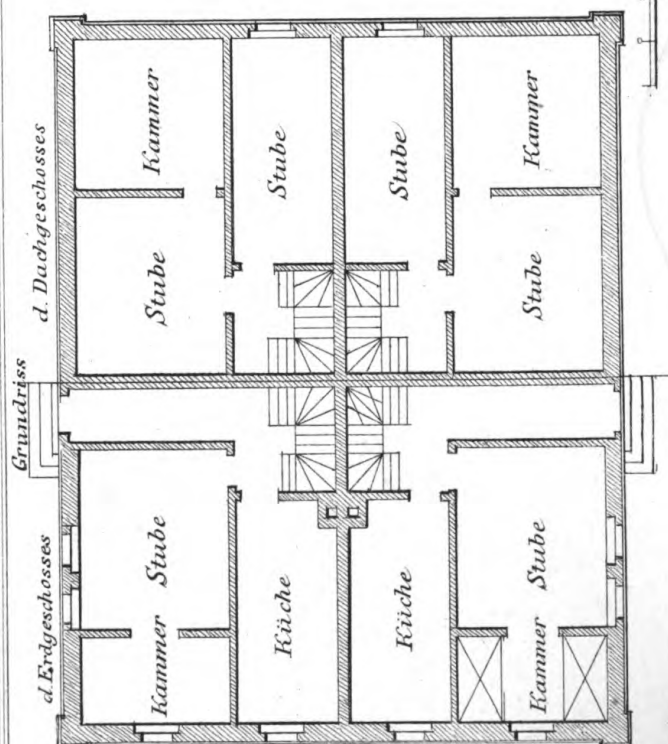 Grundriss
d. Dachgeschosses
Kammer
Stube
Stube
Kammer
Stube
Stube
d. Erdgeschosses
Stube
Stube
Kammer
Küche
Küche
Kammer